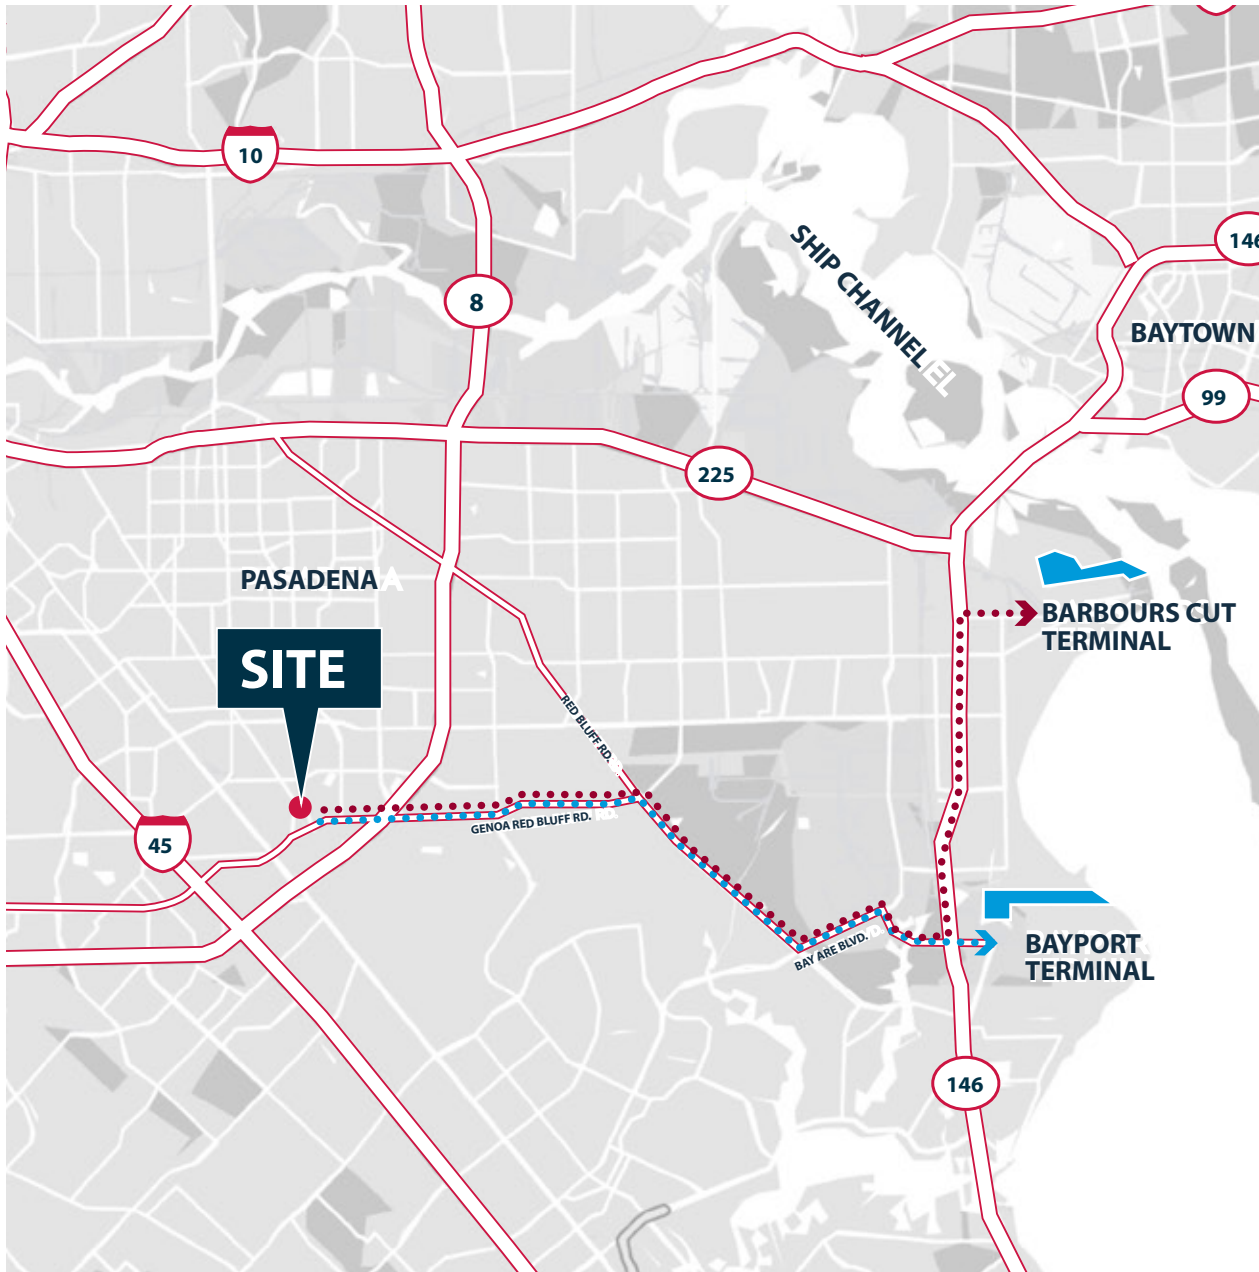 10
146
SHIP CHANNEL
8
BAYTOWN
99
225
PASADENA
BARBOURS CUT
TERMINAL
SITE
RED BLUFF RD.
GENOA RED BLUFF RD.
45
BAY ARE BLVD.
BAYPORT
TERMINAL
146